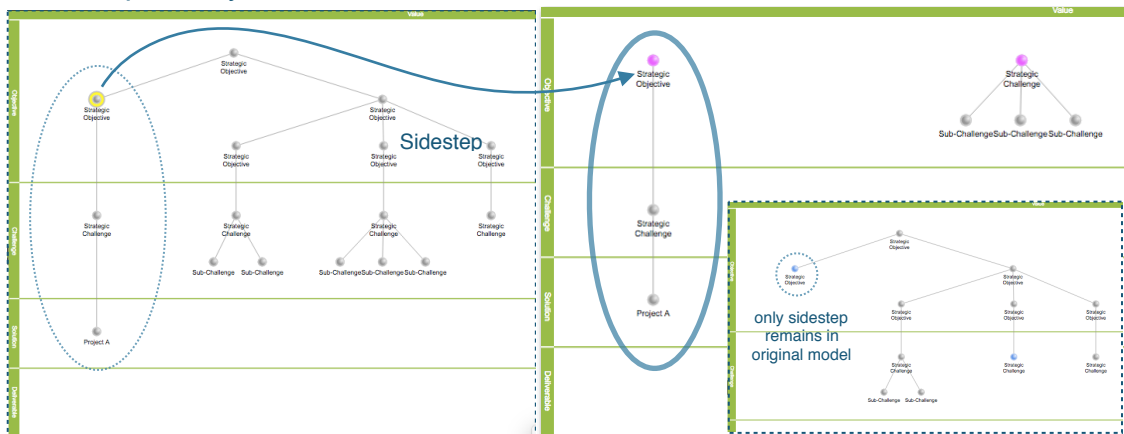 Value
Objective
Strategic
Objective
Strategic
Objective
Strategic
Objective
Sidestep
Strategic
Objective
Strategic
Objective
Strategic
Objective
Challenge
Strategic
Challenge
Strategic
Challenge
Strategic
Challenge
Strategic
Challenge
Sub-Challenge Sub-Challenge
Sub-Challenge Sub-Challenge Sub-Challenge
Solution
Project A
Deliverable
Value
Objective
Strategic
Objective
Strategic
Challenge
Sub-Challenge Sub-Challenge Sub-Challenge
Challenge
Strategic
Challenge
Solution
Project A
Deliverable
Strategic
Objective
Strategic
Objective
Strategic
Objective
Strategic
Objective
Strategic
Objective
Strategic
Objective
only sidestep
remains in
original model
Strategic
Challenge
Strategic
Challenge
Strategic
Challenge
Sub-Challenge Sub-Challenge